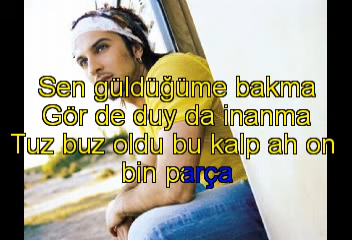 Sen güldüğüme bakma
Gör de duy da inanma
Tuz buz oldu bu kalp ah on
bin parça